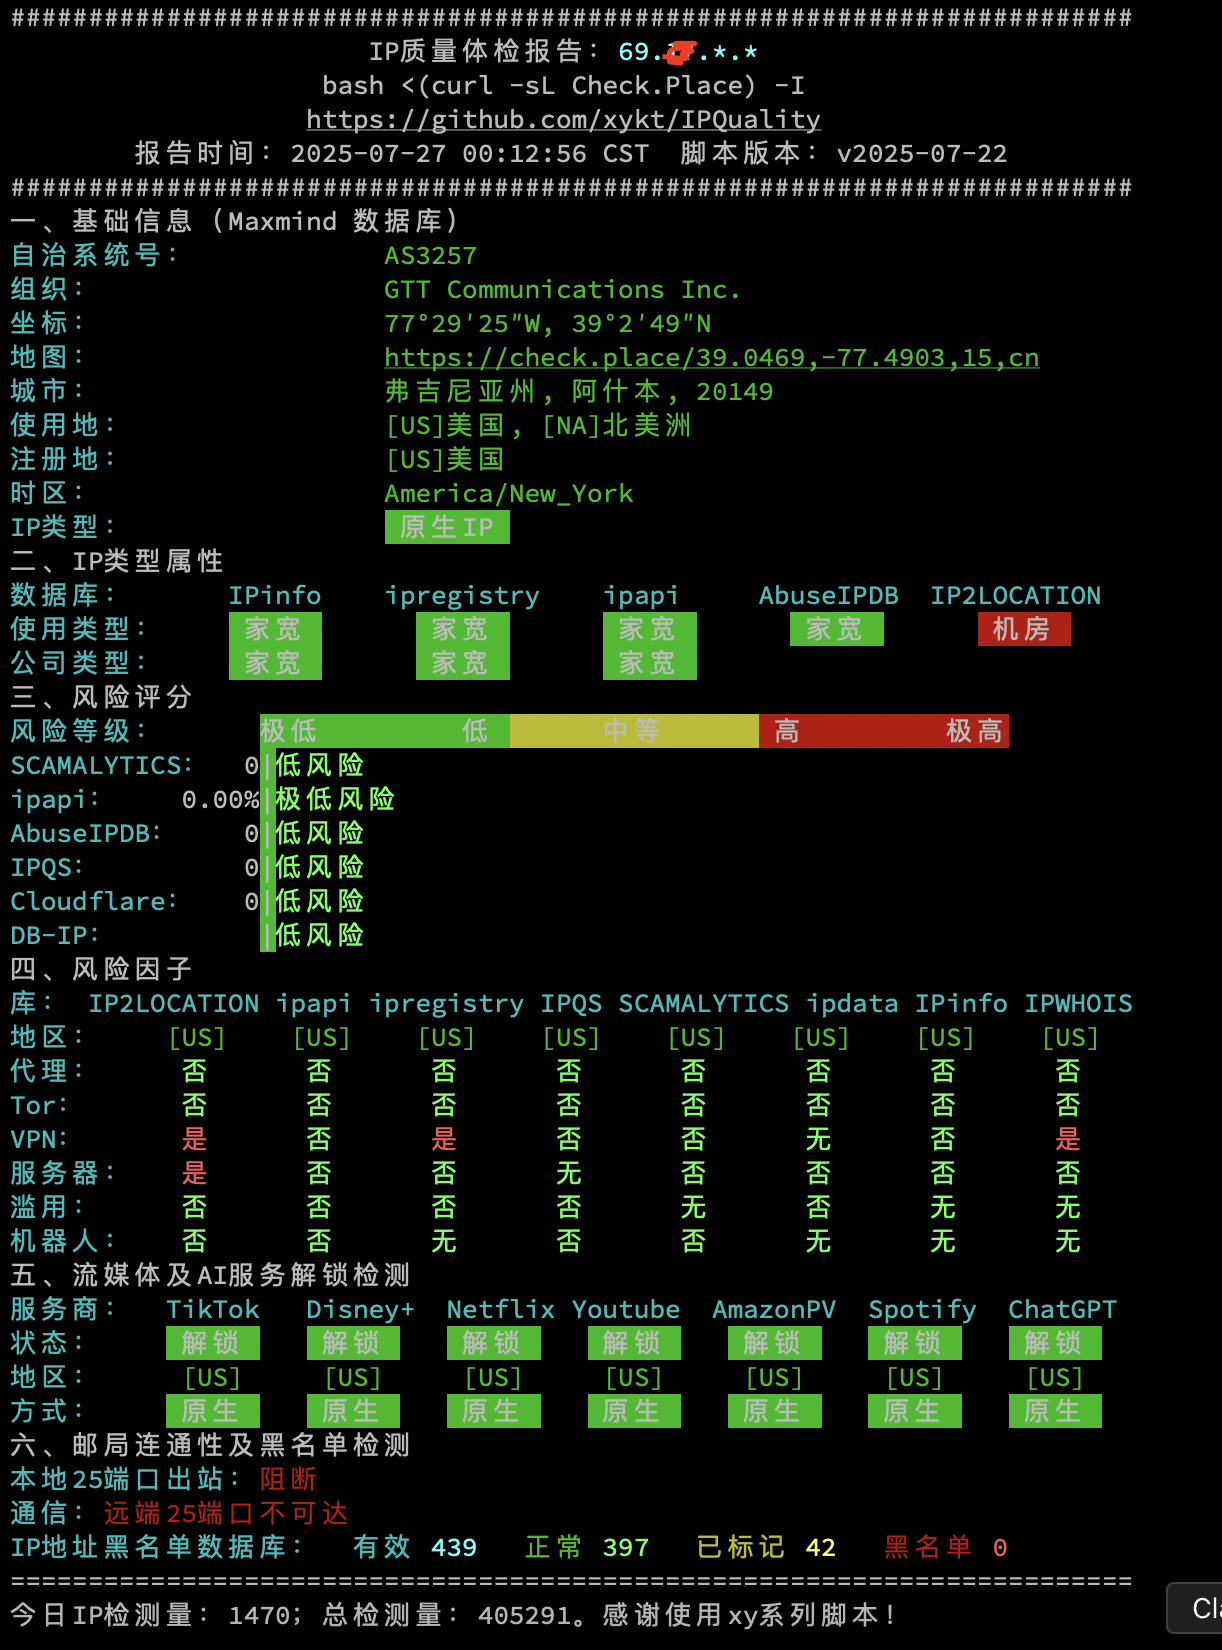 ########################################################################
IP质量体检报告：69. .*.*
bash <(curl -sL Check.Place) -I
https://github.com/xykt/IPQuality
报告时间：2025-07-27 00:12:56 CST 脚本版本：v2025-07-22
########################################################################
一、基础信息（Maxmind 数据库）
自治系统号： AS3257
组织： GTT Communications Inc.
坐标： 77°29′25″W, 39°2′49″N
地图： https://check.place/39.0469,-77.4903,15,cn
城市： 弗吉尼亚州, 阿什本, 20149
使用地： [US]美国, [NA]北美洲
注册地： [US]美国
时区： America/New_York
IP类型： 原生IP
二、IP类型属性
数据库： IPinfo ipregistry ipapi AbuseIPDB IP2LOCATION
使用类型： 家宽 家宽 家宽 家宽 机房
公司类型： 家宽 家宽 家宽
三、风险评分
风险等级： 极低 低 中等 高 极高
SCAMALYTICS： 0|低风险
ipapi： 0.00%|极低风险
AbuseIPDB： 0|低风险
IPQS： 0|低风险
Cloudflare： 0|低风险
DB-IP： |低风险
四、风险因子
库： IP2LOCATION ipapi ipregistry IPQS SCAMALYTICS ipdata IPinfo IPWHOIS
地区： [US] [US] [US] [US] [US] [US] [US] [US]
代理： 否 否 否 否 否 否 否 否
Tor： 否 否 否 否 否 否 否 否
VPN： 是 否 是 否 否 无 否 是
服务器： 是 否 否 无 否 否 否 否
滥用： 否 否 否 否 无 否 无 无
机器人： 否 否 无 否 否 无 无 无
五、流媒体及AI服务解锁检测
服务商： TikTok Disney+ Netflix Youtube AmazonPV Spotify ChatGPT
状态： 解锁 解锁 解锁 解锁 解锁 解锁 解锁
地区： [US] [US] [US] [US] [US] [US] [US]
方式： 原生 原生 原生 原生 原生 原生 原生
六、邮局连通性及黑名单检测
本地25端口出站：阻断
通信：远端25端口不可达
IP地址黑名单数据库： 有效 439 正常 397 已标记 42 黑名单 0
========================================================================
今日IP检测量：1470；总检测量：405291。感谢使用xy系列脚本！